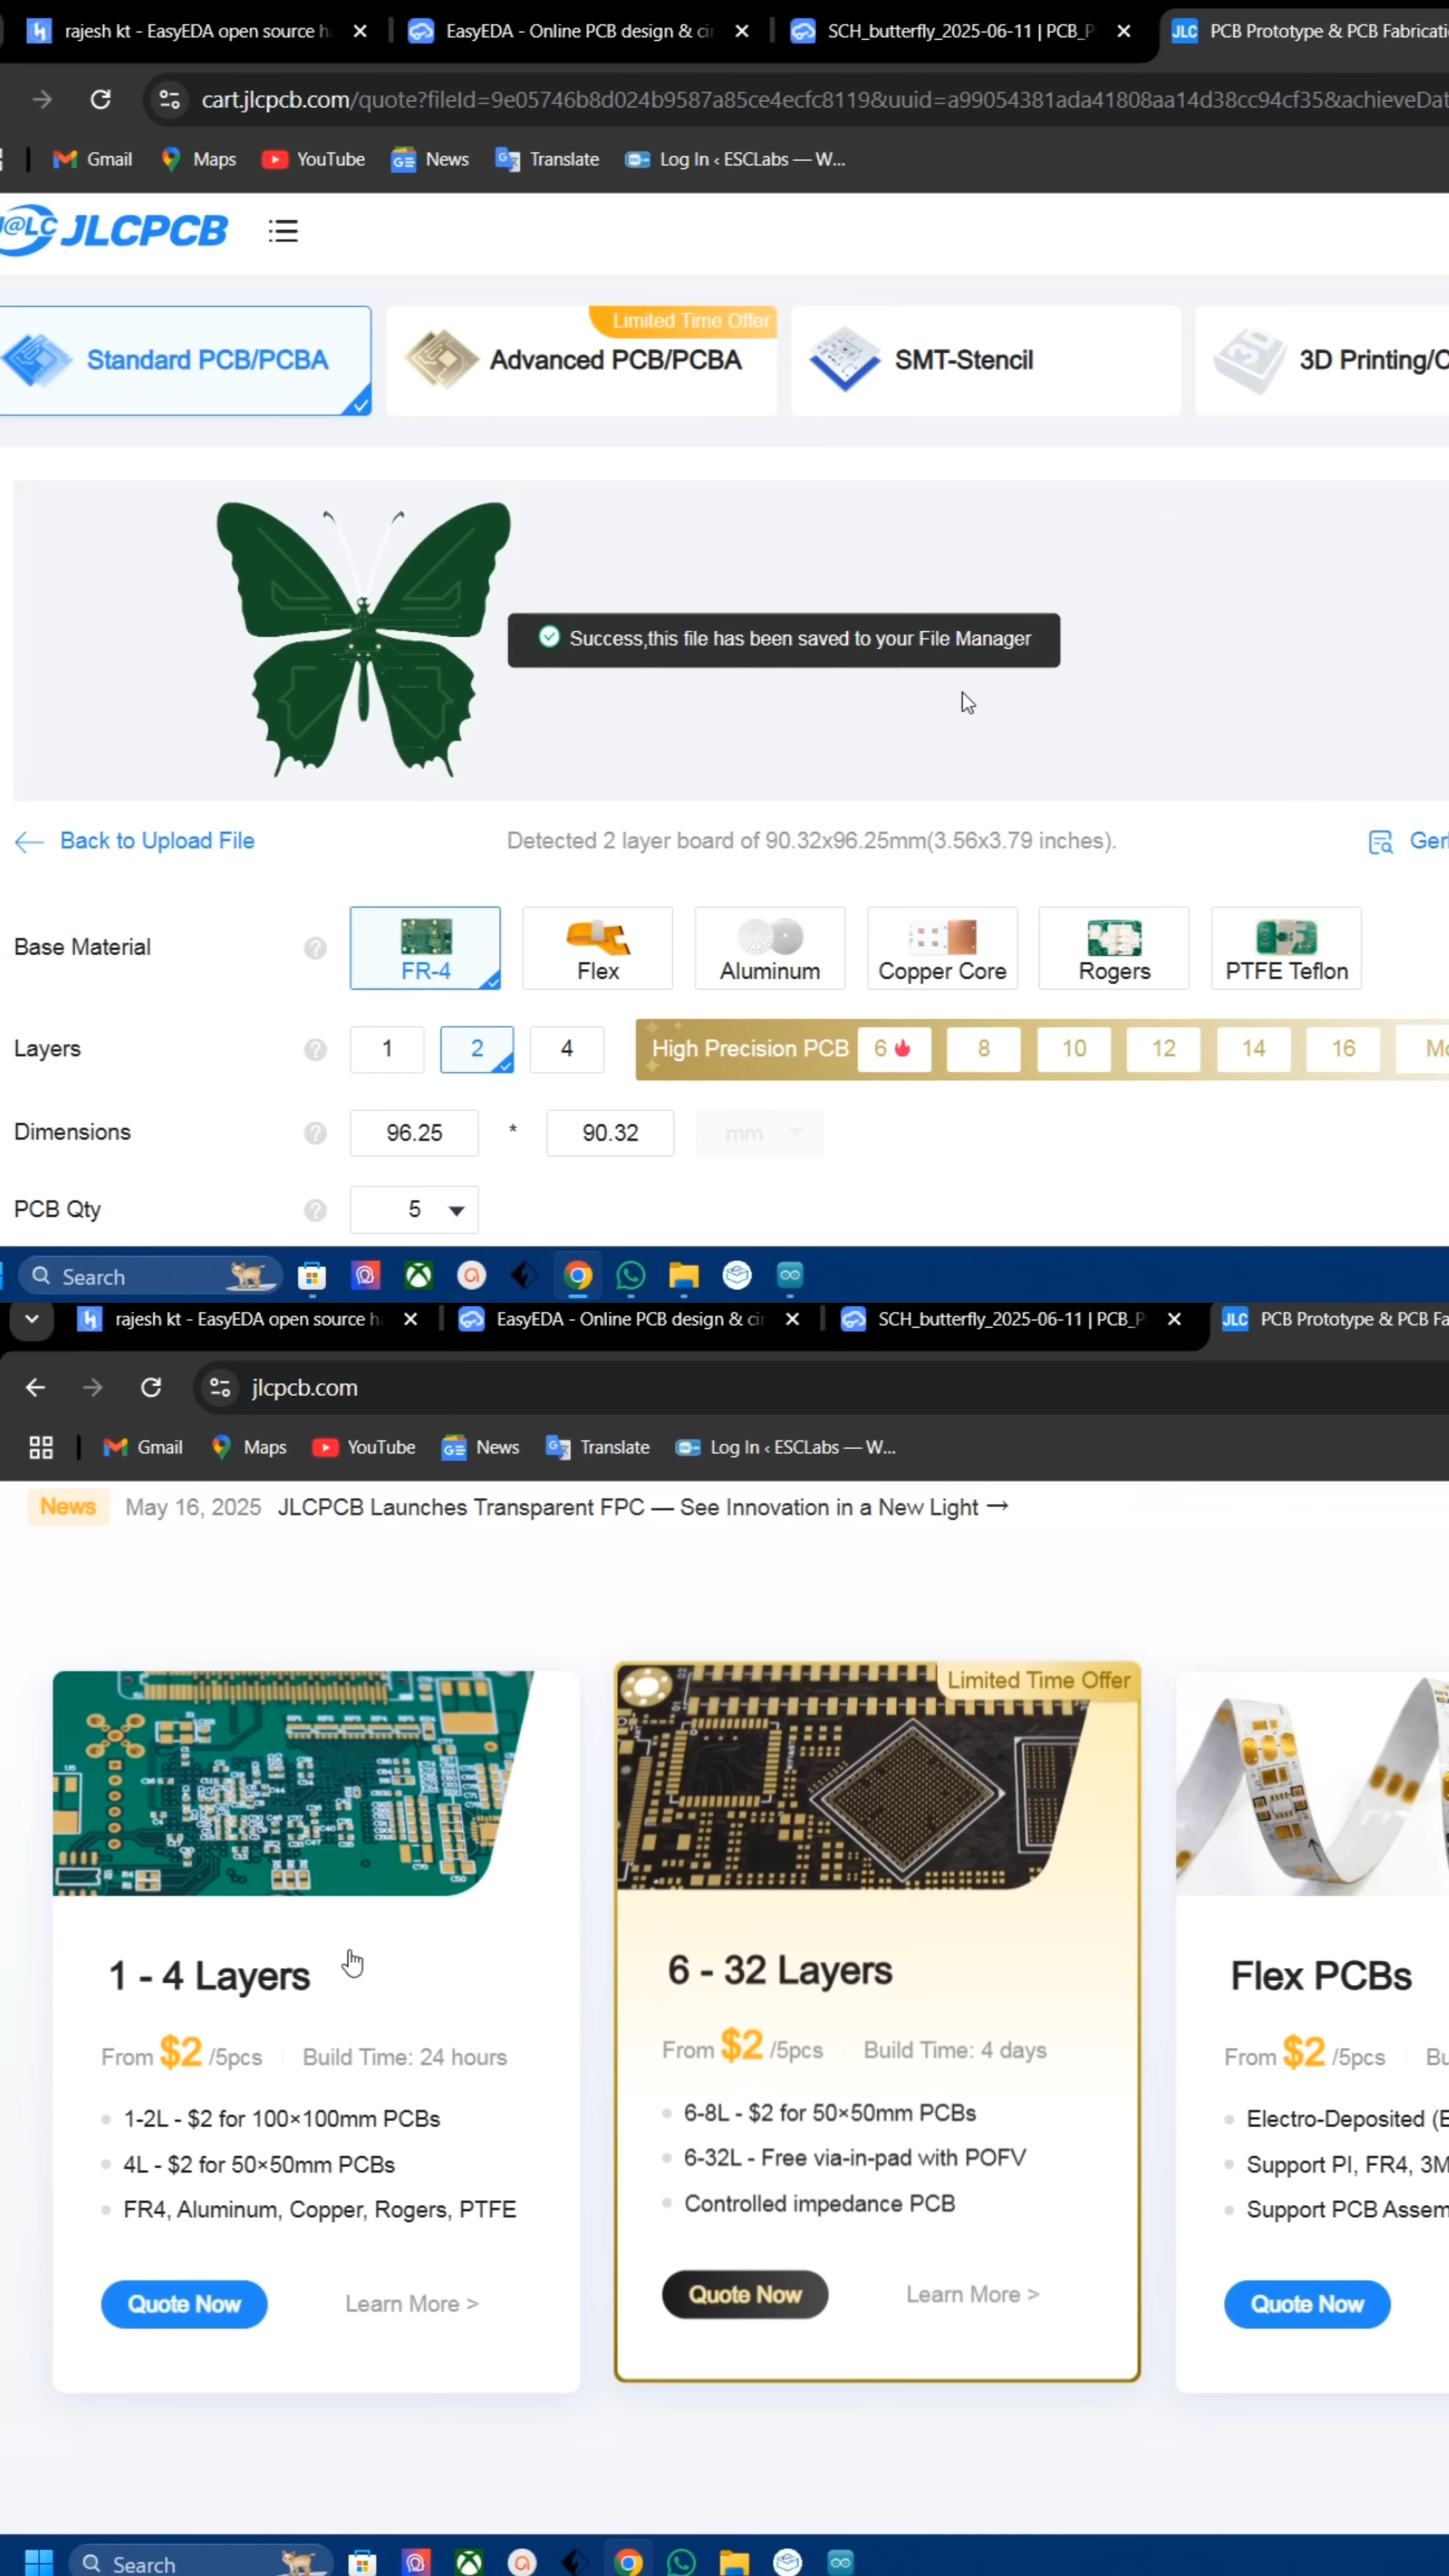 rajesh kt - EasyEDA open source h
EasyEDA - Online PCB design & ci
SCH_butterfly_2025-06-11 | PCB_P
JLC PCB Prototype & PCB Fabricati
cart.jlcpcb.com/quote?fileId=9e05746b8d024b9587a85ce4ecfc8119&uuid=a99054381ada41808aa14d38cc94cf35&achieveDat
Gmail
Maps
YouTube
News
Translate
Log In ‹ ESCLabs — W...
J@LC JLCPCB
Standard PCB/PCBA
Limited Time Offer
Advanced PCB/PCBA
SMT-Stencil
3D Printing/C
Success,this file has been saved to your File Manager
Back to Upload File
Detected 2 layer board of 90.32x96.25mm(3.56x3.79 inches).
Ger
Base Material
FR-4
Flex
Aluminum
Copper Core
Rogers
PTFE Teflon
Layers
1
2
4
High Precision PCB
6
8
10
12
14
16
Mo
Dimensions
96.25
*
90.32
mm
PCB Qty
5
Search
rajesh kt - EasyEDA open source h
EasyEDA - Online PCB design & ci
SCH_butterfly_2025-06-11 | PCB_P
JLC PCB Prototype & PCB Fa
jlcpcb.com
Gmail
Maps
YouTube
News
Translate
Log In ‹ ESCLabs — W...
News May 16, 2025 JLCPCB Launches Transparent FPC — See Innovation in a New Light →
1 - 4 Layers
From $2 /5pcs
Build Time: 24 hours
1-2L - $2 for 100×100mm PCBs
4L - $2 for 50×50mm PCBs
FR4, Aluminum, Copper, Rogers, PTFE
Quote Now
Learn More >
Limited Time Offer
6 - 32 Layers
From $2 /5pcs
Build Time: 4 days
6-8L - $2 for 50×50mm PCBs
6-32L - Free via-in-pad with POFV
Controlled impedance PCB
Quote Now
Learn More >
Flex PCBs
From $2 /5pcs
Bu
Electro-Deposited (E
Support PI, FR4, 3M
Support PCB Assem
Quote Now
Search